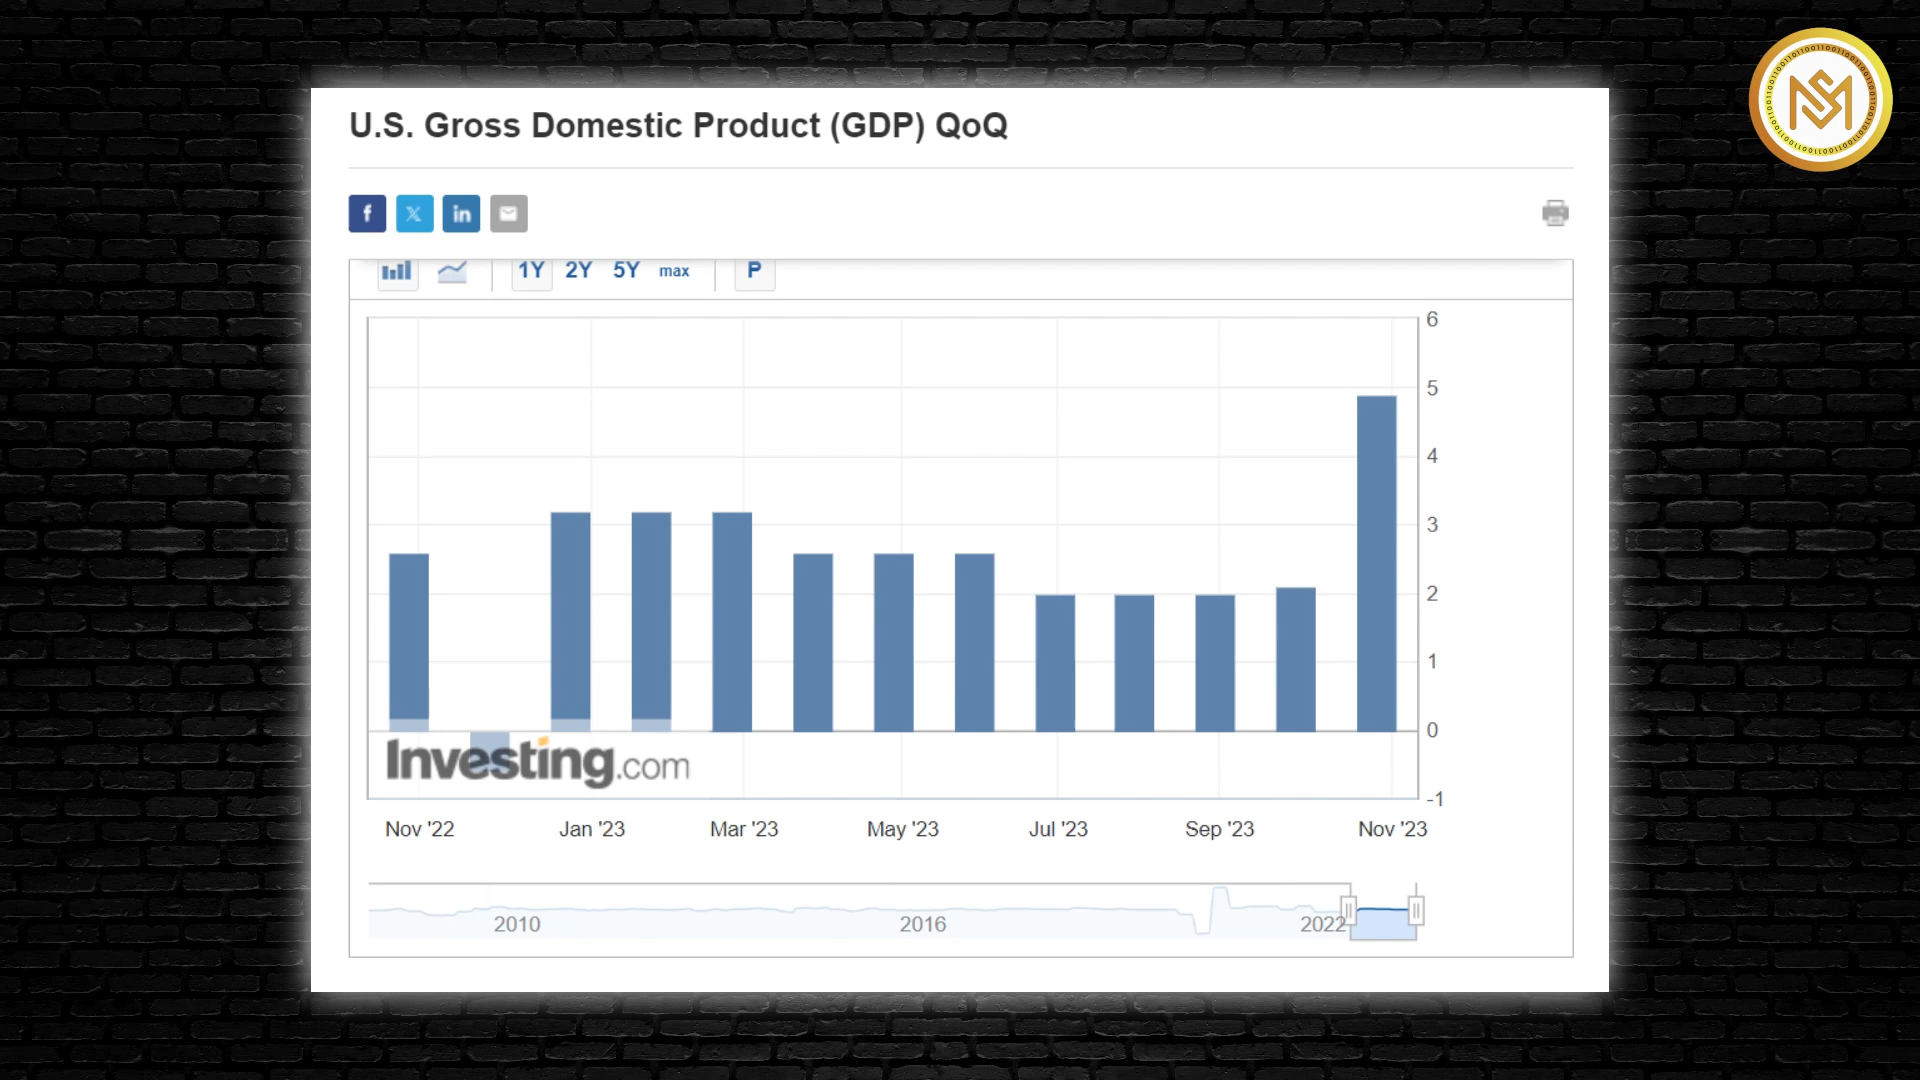 U.S. Gross Domestic Product (GDP) QoQ
1Y 2Y 5Y max P
6
5
4
3
2
1
0
-1
Investing.com
Nov '22 Jan '23 Mar '23 May '23 Jul '23 Sep '23 Nov '23
2010 2016 2022